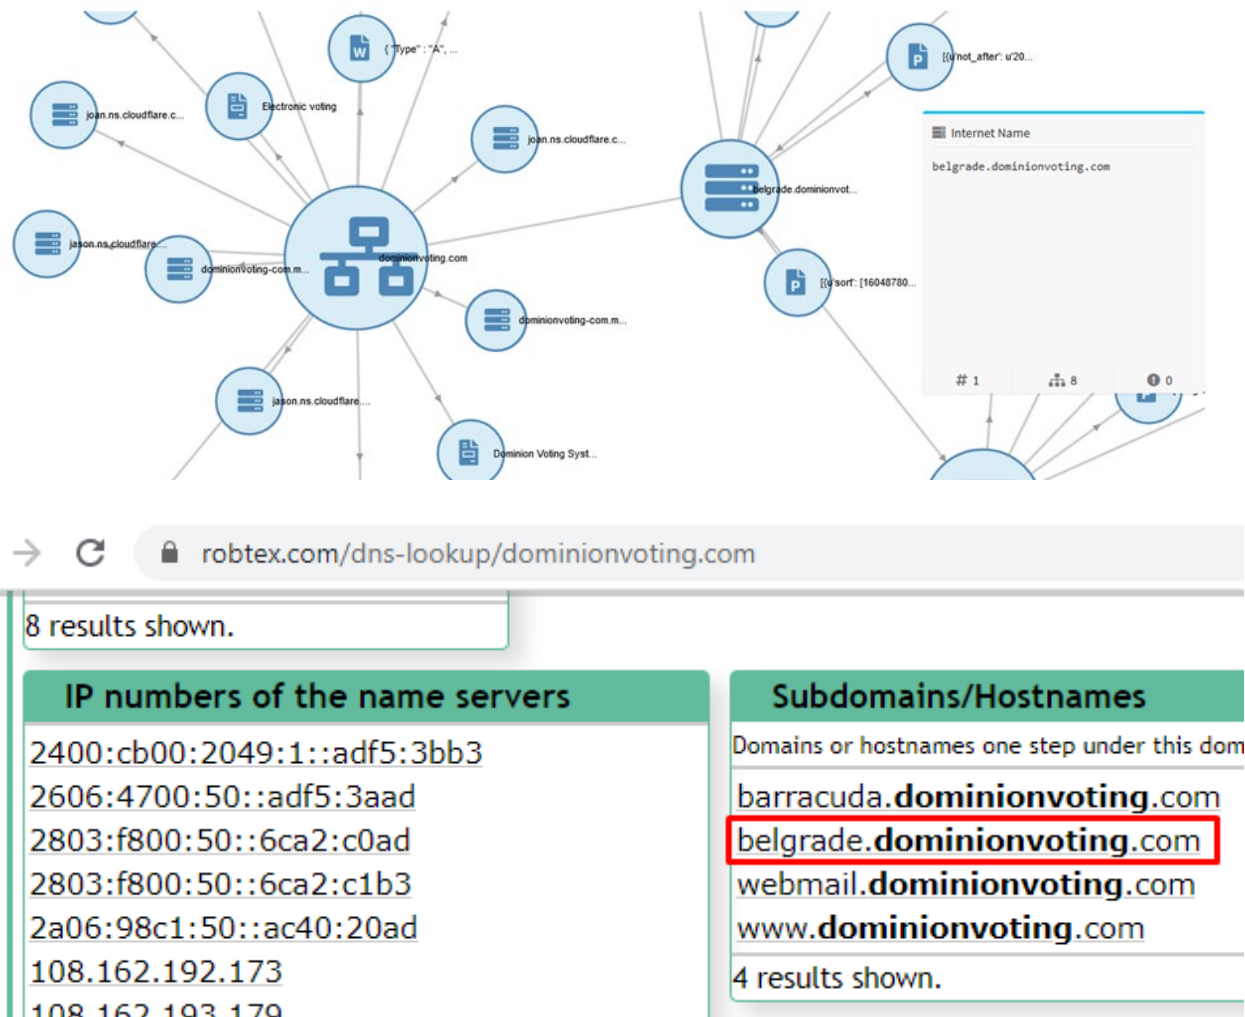 { "Type" : "A", ...
[{u'not_after': u'20...
joan.ns.cloudflare.c...
Electronic voting
joan.ns.cloudflare.c...
Internet Name
belgrade.dominionvoting.com
belgrade.dominionvot...
jason.ns.cloudflare....
dominionvoting.com
dominionvoting-com.m...
[{u'sort': [16048780...
dominionvoting-com.m...
# 1
8
0
jason.ns.cloudflare....
Dominion Voting Syst...
robtex.com/dns-lookup/dominionvoting.com
8 results shown.
IP numbers of the name servers
2400:cb00:2049:1::adf5:3bb3
2606:4700:50::adf5:3aad
2803:f800:50::6ca2:c0ad
2803:f800:50::6ca2:c1b3
2a06:98c1:50::ac40:20ad
108.162.192.173
108.162.193.179
Subdomains/Hostnames
Domains or hostnames one step under this dom
barracuda.dominionvoting.com
belgrade.dominionvoting.com
webmail.dominionvoting.com
www.dominionvoting.com
4 results shown.